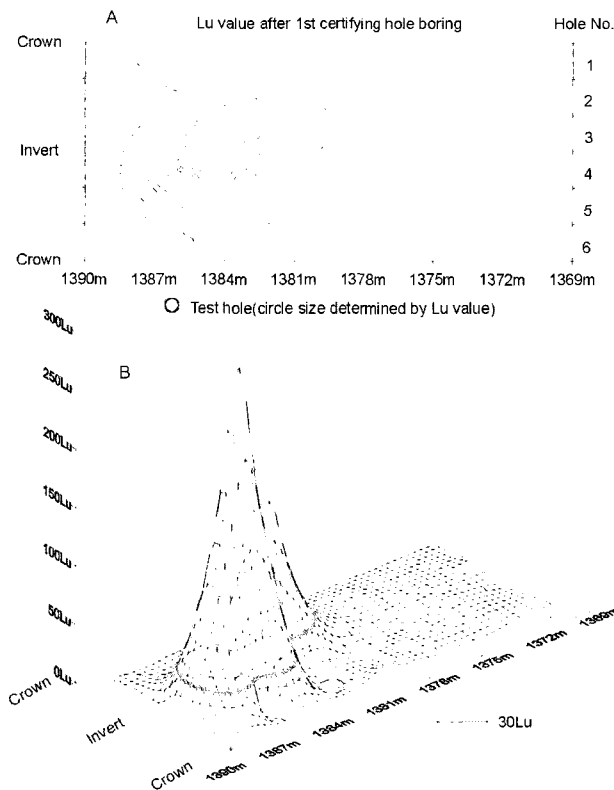 A
Lu value after 1st certifying hole boring
Hole No.
Crown
1
2
3
Invert
4
5
6
Crown
1390m 1387m 1384m 1381m 1378m 1375m 1372m 1369m
Test hole(circle size determined by Lu value)
300Lu
B
250Lu
200Lu
150Lu
100Lu
50Lu
0Lu
Crown
Invert
Crown
1390m 1387m 1384m 1381m 1378m 1375m 1372m 1369m
30Lu